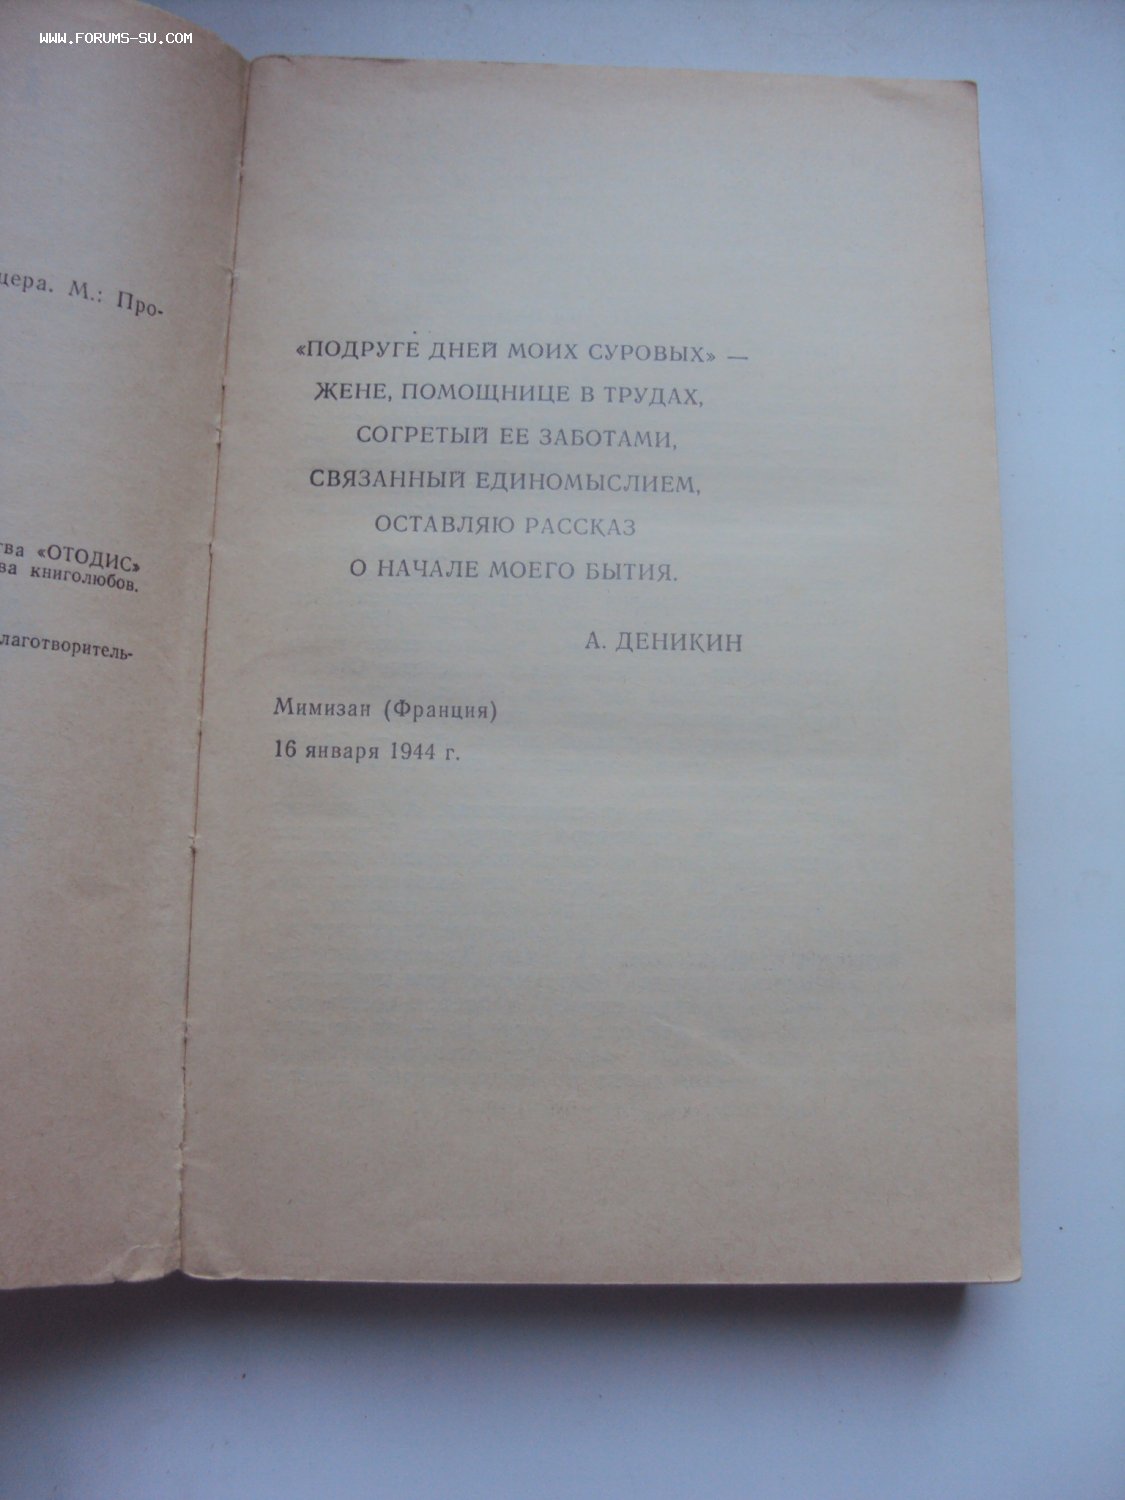 WWW.FORUMS-SU.COM
цера. М.: Про-
тва «ОТОДИС»
ва книголюбов.
лаготворитель-
«ПОДРУГЕ ДНЕЙ МОИХ СУРОВЫХ» —
ЖЕНЕ, ПОМОЩНИЦЕ В ТРУДАХ,
СОГРЕТЫЙ ЕЕ ЗАБОТАМИ,
СВЯЗАННЫЙ ЕДИНОМЫСЛИЕМ,
ОСТАВЛЯЮ РАССКАЗ
О НАЧАЛЕ МОЕГО БЫТИЯ.
А. ДЕНИКИН
Мимизан (Франция)
16 января 1944 г.